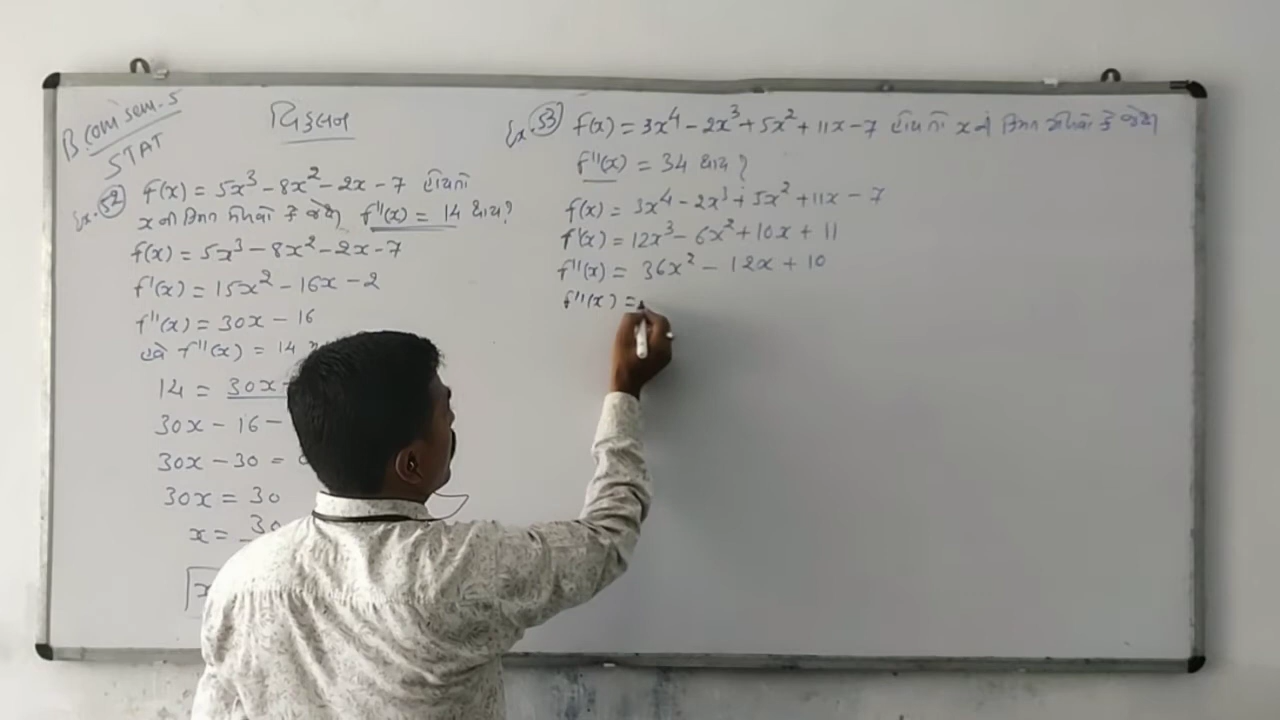 B com sem-5
STAT
વિકલન
Ex. 52 f(x) = 5x³ - 8x² - 2x - 7 હોય તો
x ની કિંમત મેળવો કે જેથી f''(x) = 14 થાય?
f(x) = 5x³ - 8x² - 2x - 7
f'(x) = 15x² - 16x - 2
f''(x) = 30x - 16
હવે f''(x) = 14
14 = 30x -
30x - 16 -
30x - 30 =
30x = 30
x =
Ex. 53 f(x) = 3x⁴ - 2x³ + 5x² + 11x - 7 હોય તો x ની કિંમત મેળવો કે જેથી
f''(x) = 34 થાય?
f(x) = 3x⁴ - 2x³ + 5x² + 11x - 7
f'(x) = 12x³ - 6x² + 10x + 11
f''(x) = 36x² - 12x + 10
f''(x) =